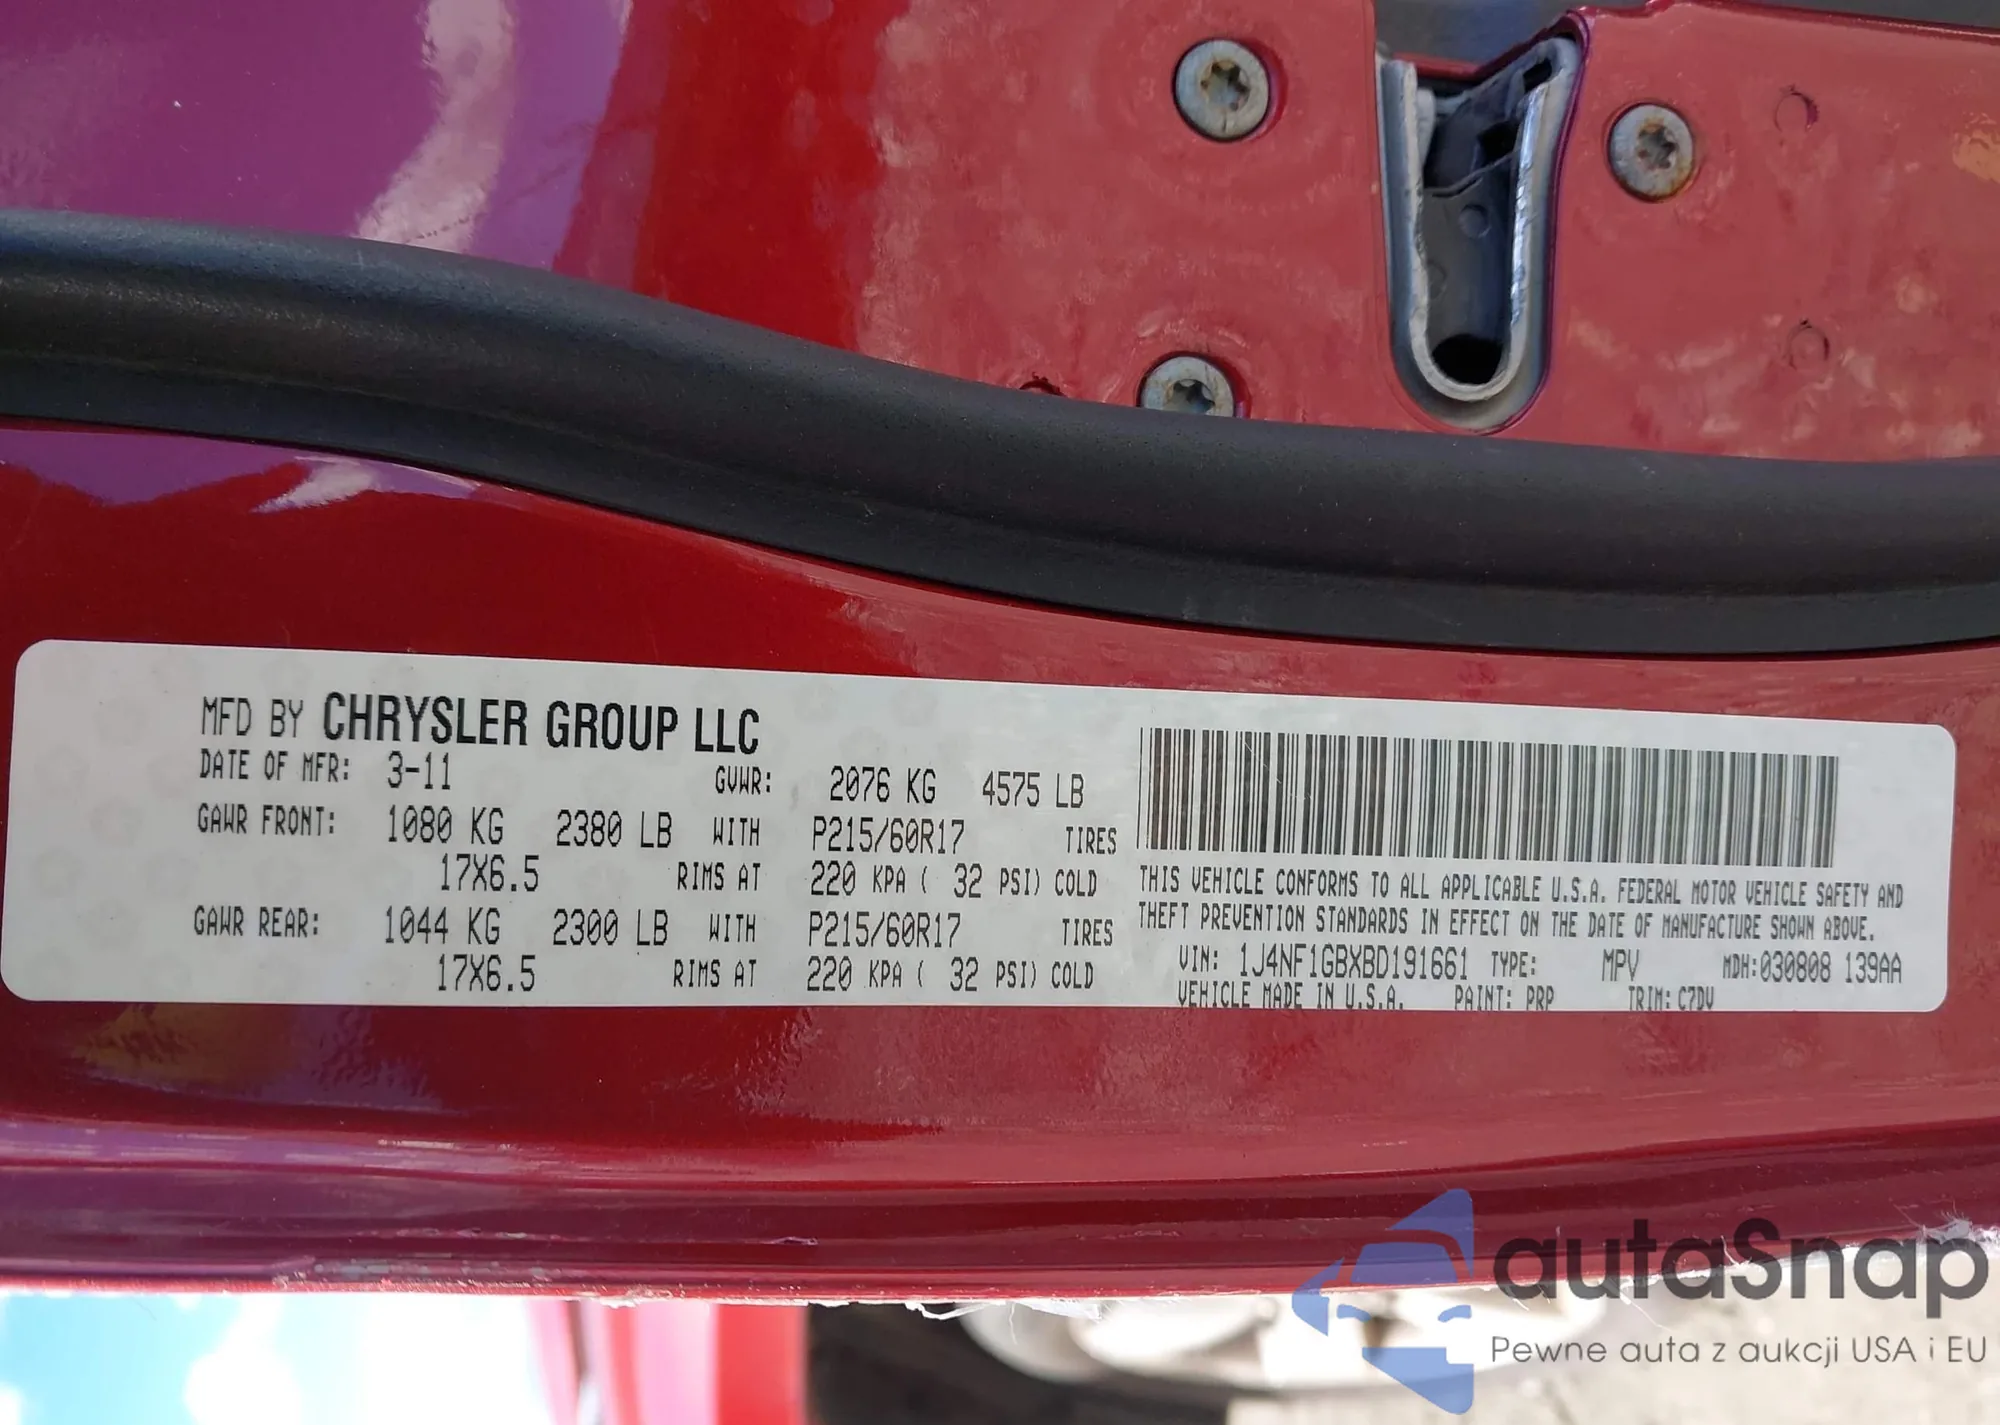 MFD BY CHRYSLER GROUP LLC
DATE OF MFR: 3-11 GVWR: 2076 KG 4575 LB
GAWR FRONT: 1080 KG 2380 LB WITH P215/60R17 TIRES
17X6.5 RIMS AT 220 KPA ( 32 PSI) COLD
GAWR REAR: 1044 KG 2300 LB WITH P215/60R17 TIRES
17X6.5 RIMS AT 220 KPA ( 32 PSI) COLD
THIS VEHICLE CONFORMS TO ALL APPLICABLE U.S.A. FEDERAL MOTOR VEHICLE SAFETY AND
THEFT PREVENTION STANDARDS IN EFFECT ON THE DATE OF MANUFACTURE SHOWN ABOVE.
VIN: 1J4NF1GBXBD191661 TYPE: MPV MDH:030808 139AA
VEHICLE MADE IN U.S.A. PAINT: PRP TRIM: C7DV
autaSnap
Pewne auta z aukcji USA i EU